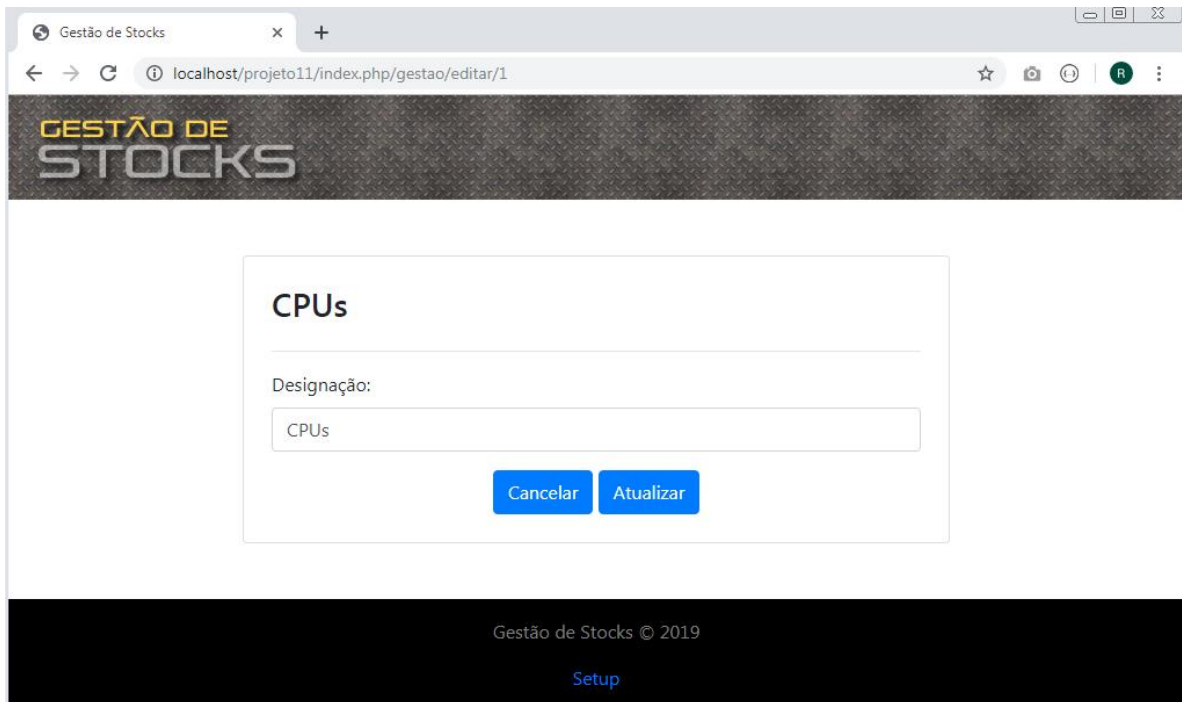 Gestão de Stocks
localhost/projeto11/index.php/gestao/editar/1
R
GESTÃO DE
STOCKS
CPUs
Designação:
CPUs
Cancelar Atualizar
Gestão de Stocks © 2019
Setup